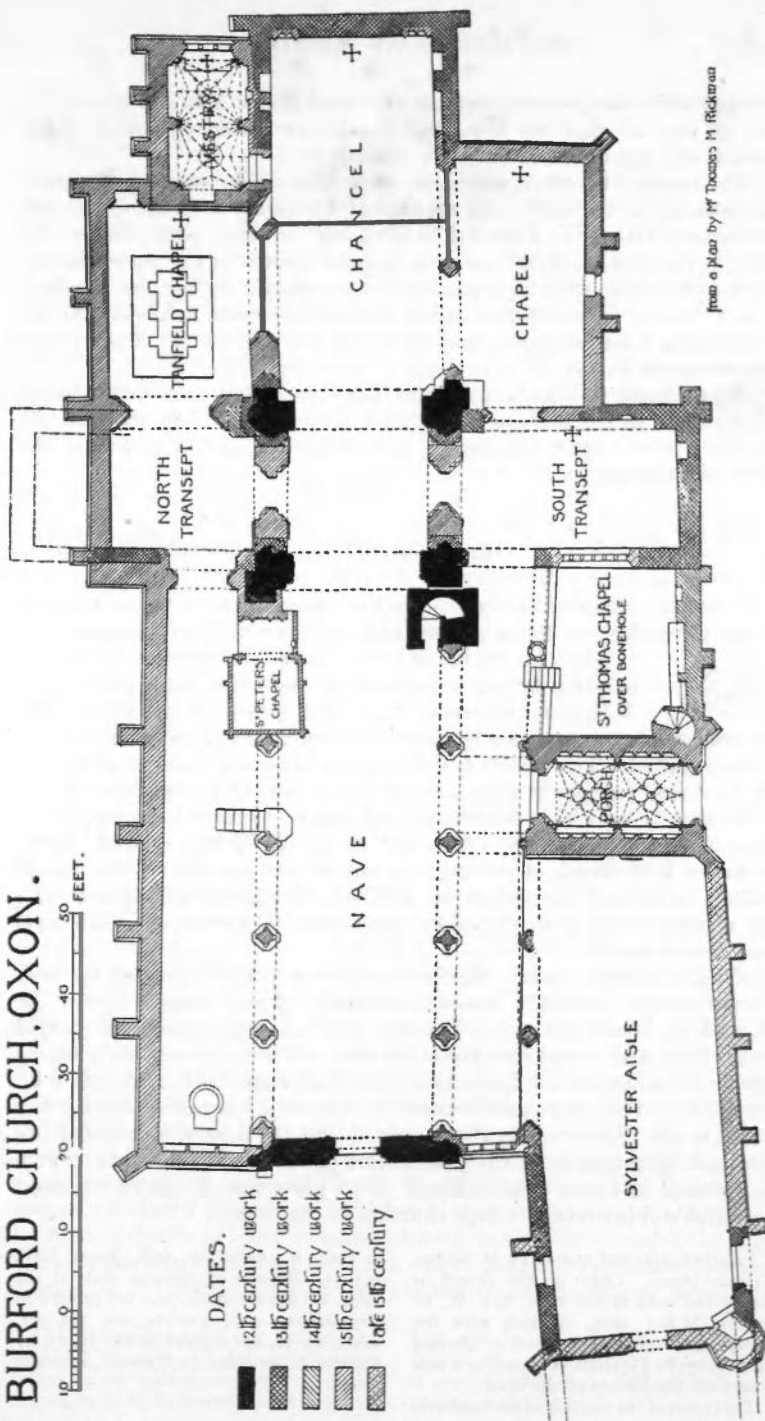 BURFORD CHURCH OXON
10 0 10 20 30 40 50 FEET.
DATES.
12th century work
13th century work
14th century work
15th century work
Late 15th century.
VESTRY
TANFIELD CHAPEL
CHANCEL
CHAPEL
NORTH
TRANSEPT
SOUTH
TRANSEPT
ST PETERS
CHAPEL
NAVE
ST THOMAS CHAPEL
OVER BONEHOLE
PORCH
SYLVESTER AISLE
from a plan by Mr Thomas M. Rickman